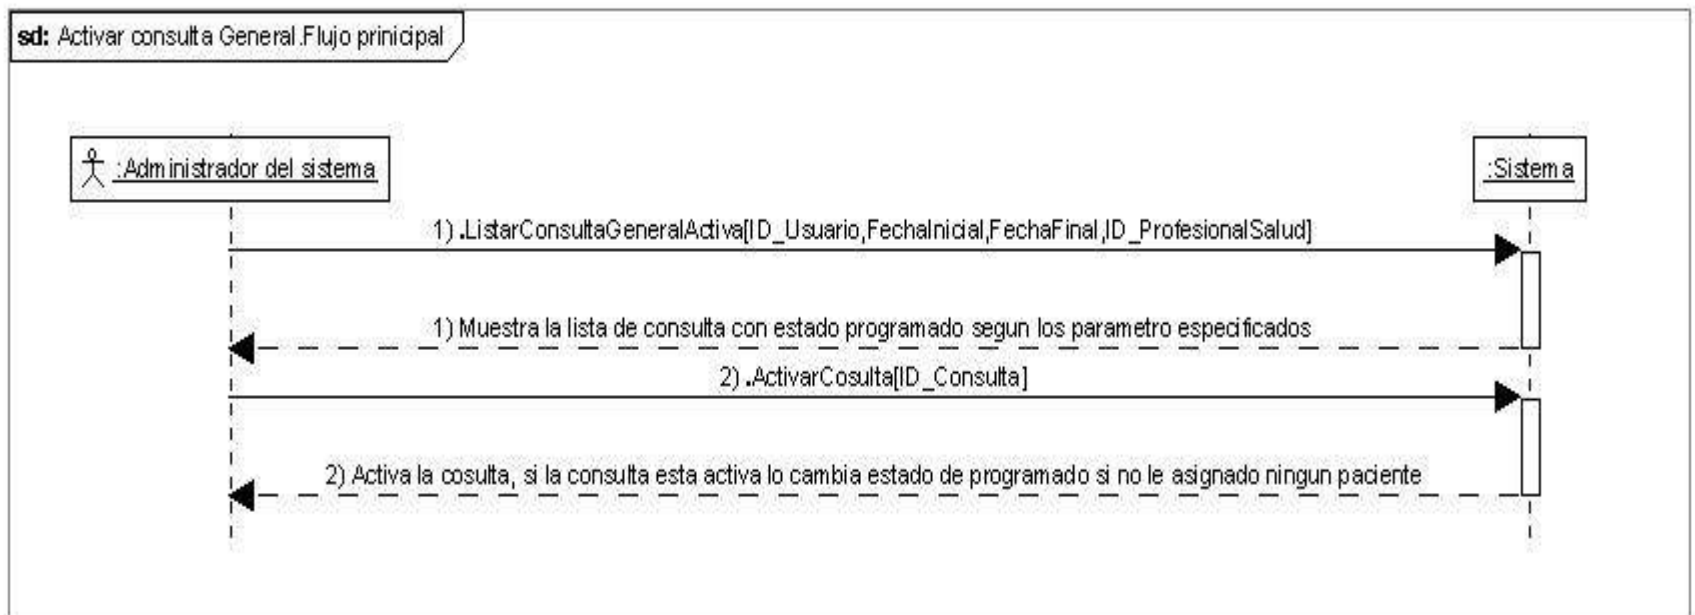 sd: Activar consulta General.Flujo prinicipal
:Administrador del sistema
:Sistema
1) .ListarConsultaGeneralActiva[ID_Usuario,FechaInicial,FechaFinal,ID_ProfesionalSalud]
1) Muestra la lista de consulta con estado programado segun los parametro especificados
2) .ActivarCosulta[ID_Consulta]
2) Activa la cosulta, si la consulta esta activa lo cambia estado de programado si no le asignado ningun paciente